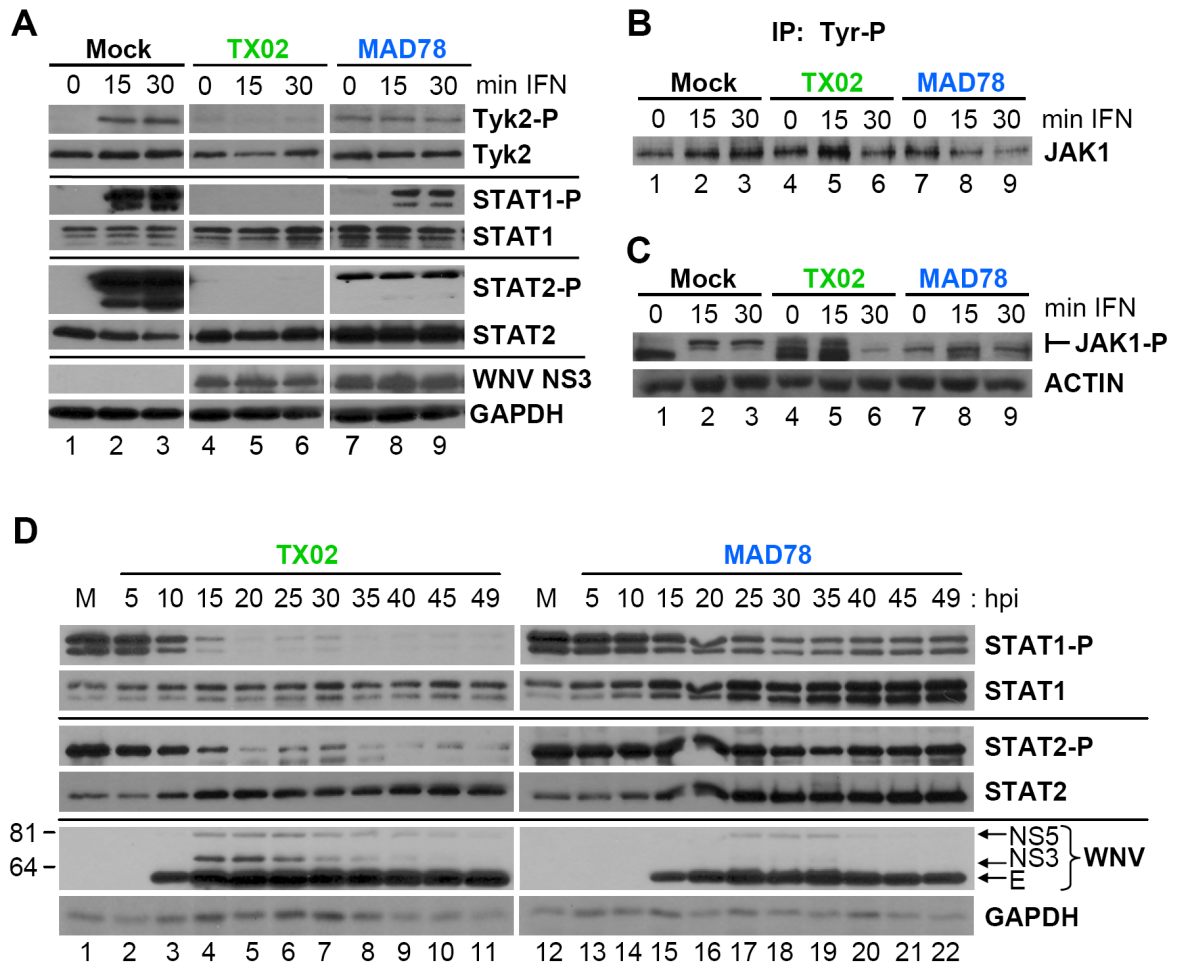 A
Mock TX02 MAD78
0 15 30 0 15 30 0 15 30 min IFN
Tyk2-P
Tyk2
STAT1-P
STAT1
STAT2-P
STAT2
WNV NS3
GAPDH
1 2 3 4 5 6 7 8 9
B
IP: Tyr-P
Mock TX02 MAD78
0 15 30 0 15 30 0 15 30 min IFN
JAK1
1 2 3 4 5 6 7 8 9
C
Mock TX02 MAD78
min IFN
0 15 30 0 15 30 0 15 30
JAK1-P
ACTIN
1 2 3 4 5 6 7 8 9
D
TX02 MAD78
M 5 10 15 20 25 30 35 40 45 49 M 5 10 15 20 25 30 35 40 45 49 : hpi
STAT1-P
STAT1
STAT2-P
STAT2
81 NS5
64 NS3 WNV
E
GAPDH
1 2 3 4 5 6 7 8 9 10 11 12 13 14 15 16 17 18 19 20 21 22